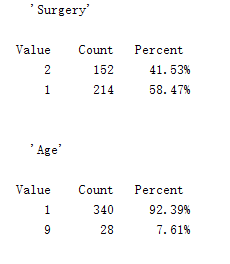 'Surgery'
Value Count Percent
2 152 41.53%
1 214 58.47%
'Age'
Value Count Percent
1 340 92.39%
9 28 7.61%